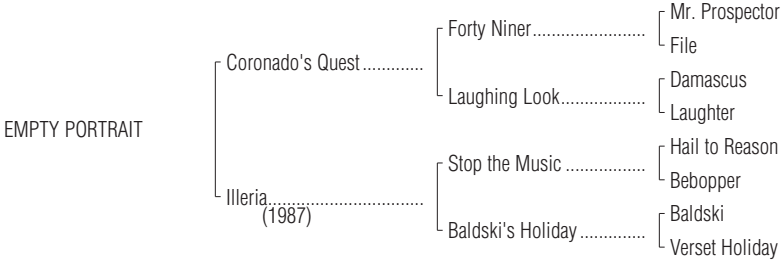 Mr. Prospector
Forty Niner........................
File
Coronado's Quest.............
Damascus
Laughing Look..................
Laughter
EMPTY PORTRAIT
Hail to Reason
Stop the Music .................
Bebopper
Illeria.................................
(1987)
Baldski
Baldski's Holiday ..............
Verset Holiday